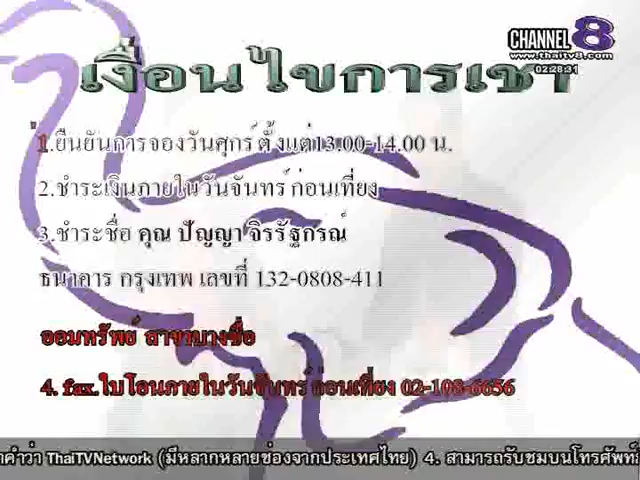 CHANNEL 8
www.thaitv8.com
02:28:31
เงื่อนไขการเช่า
1.ยืนยันการจองวันศุกร์ ตั้งแต่13.00-14.00 น.
2.ชำระเงินภายในวันจันทร์ ก่อนเที่ยง
3.ชำระชื่อ คุณ ปัญญา จิรรัฐกรณ์
ธนาคาร กรุงเทพ เลขที่ 132-0808-411
ออมทรัพย์ สาขาบางซื่อ
4. fax.ใบโอนภายในวันจันทร์ ก่อนเที่ยง 02-108-6656
คำว่า ThaiTVNetwork (มีหลากหลายช่องจากประเทศไทย) 4. สามารถรับชมบนโทรศัพท์